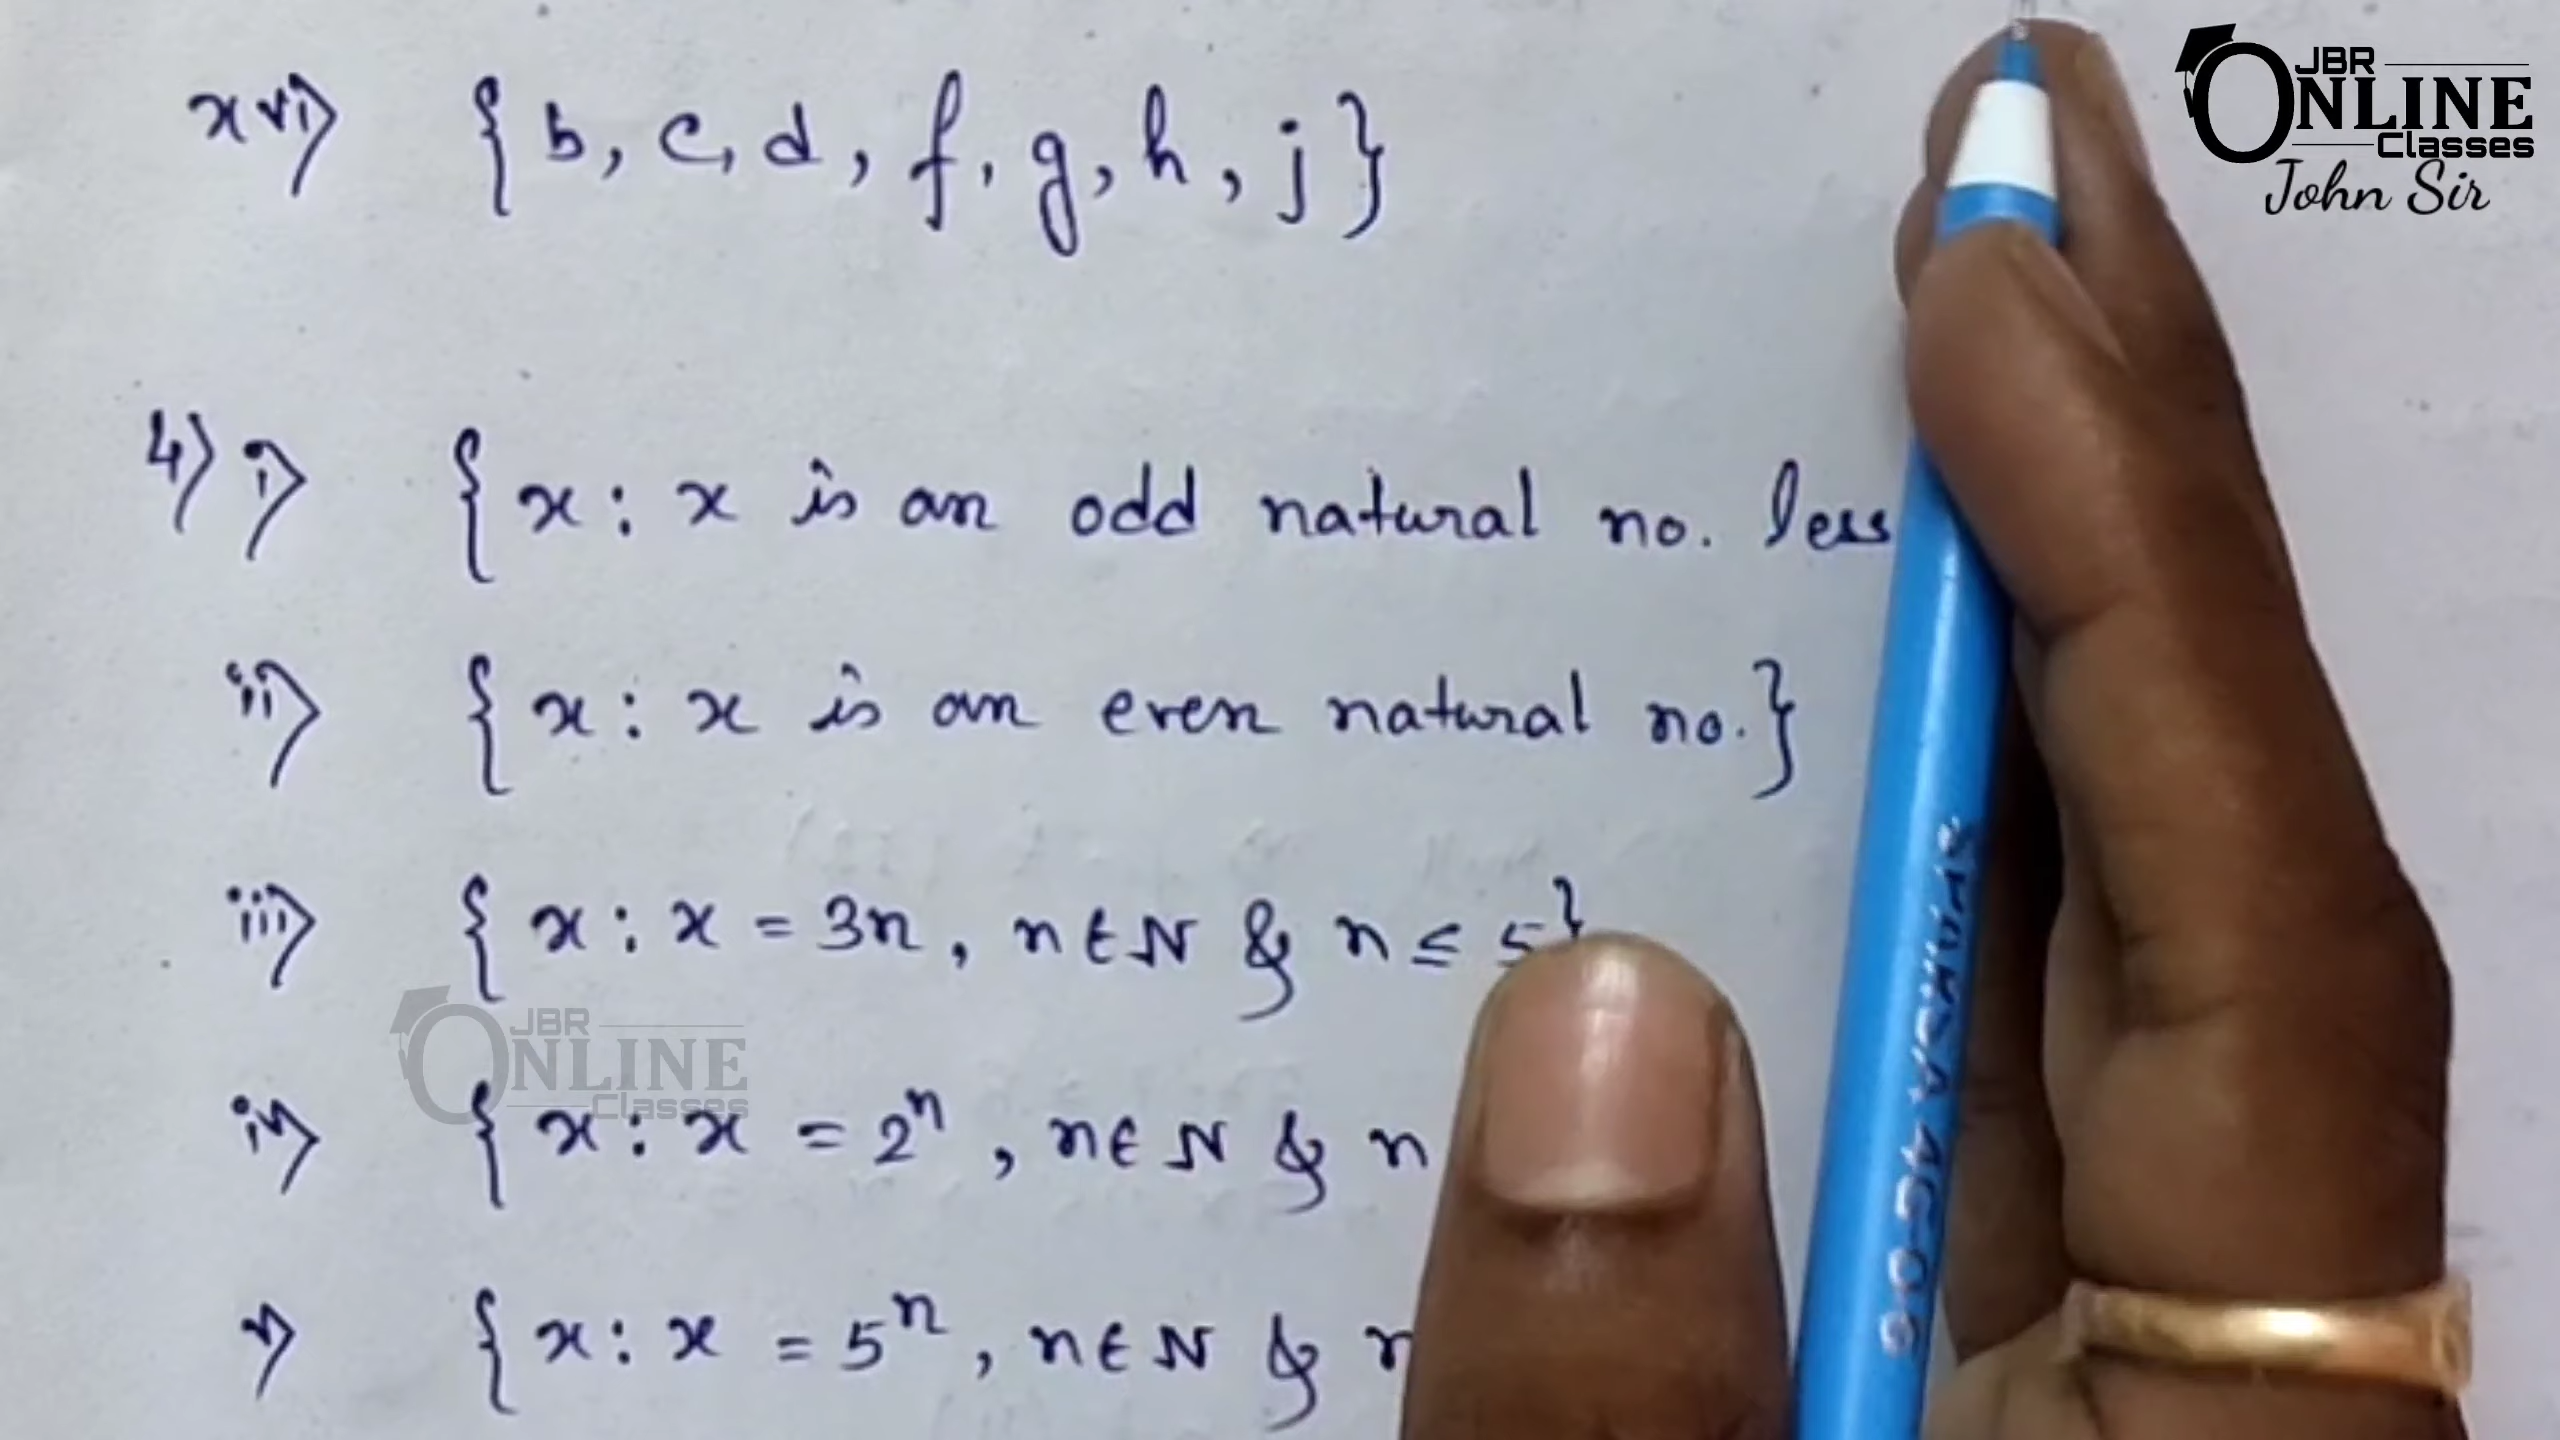 JBR
ONLINE
Classes
John Sir
xvi) {b, c, d, f, g, h, j}
4) i) {x : x is an odd natural no. less
ii) {x : x is an even natural no.}
iii) {x : x = 3n, n ∈ N & n ≤ 5}
JBR
ONLINE
Classes
iv) {x : x = 2ⁿ, n ∈ N & n
v) {x : x = 5ⁿ, n ∈ N & n